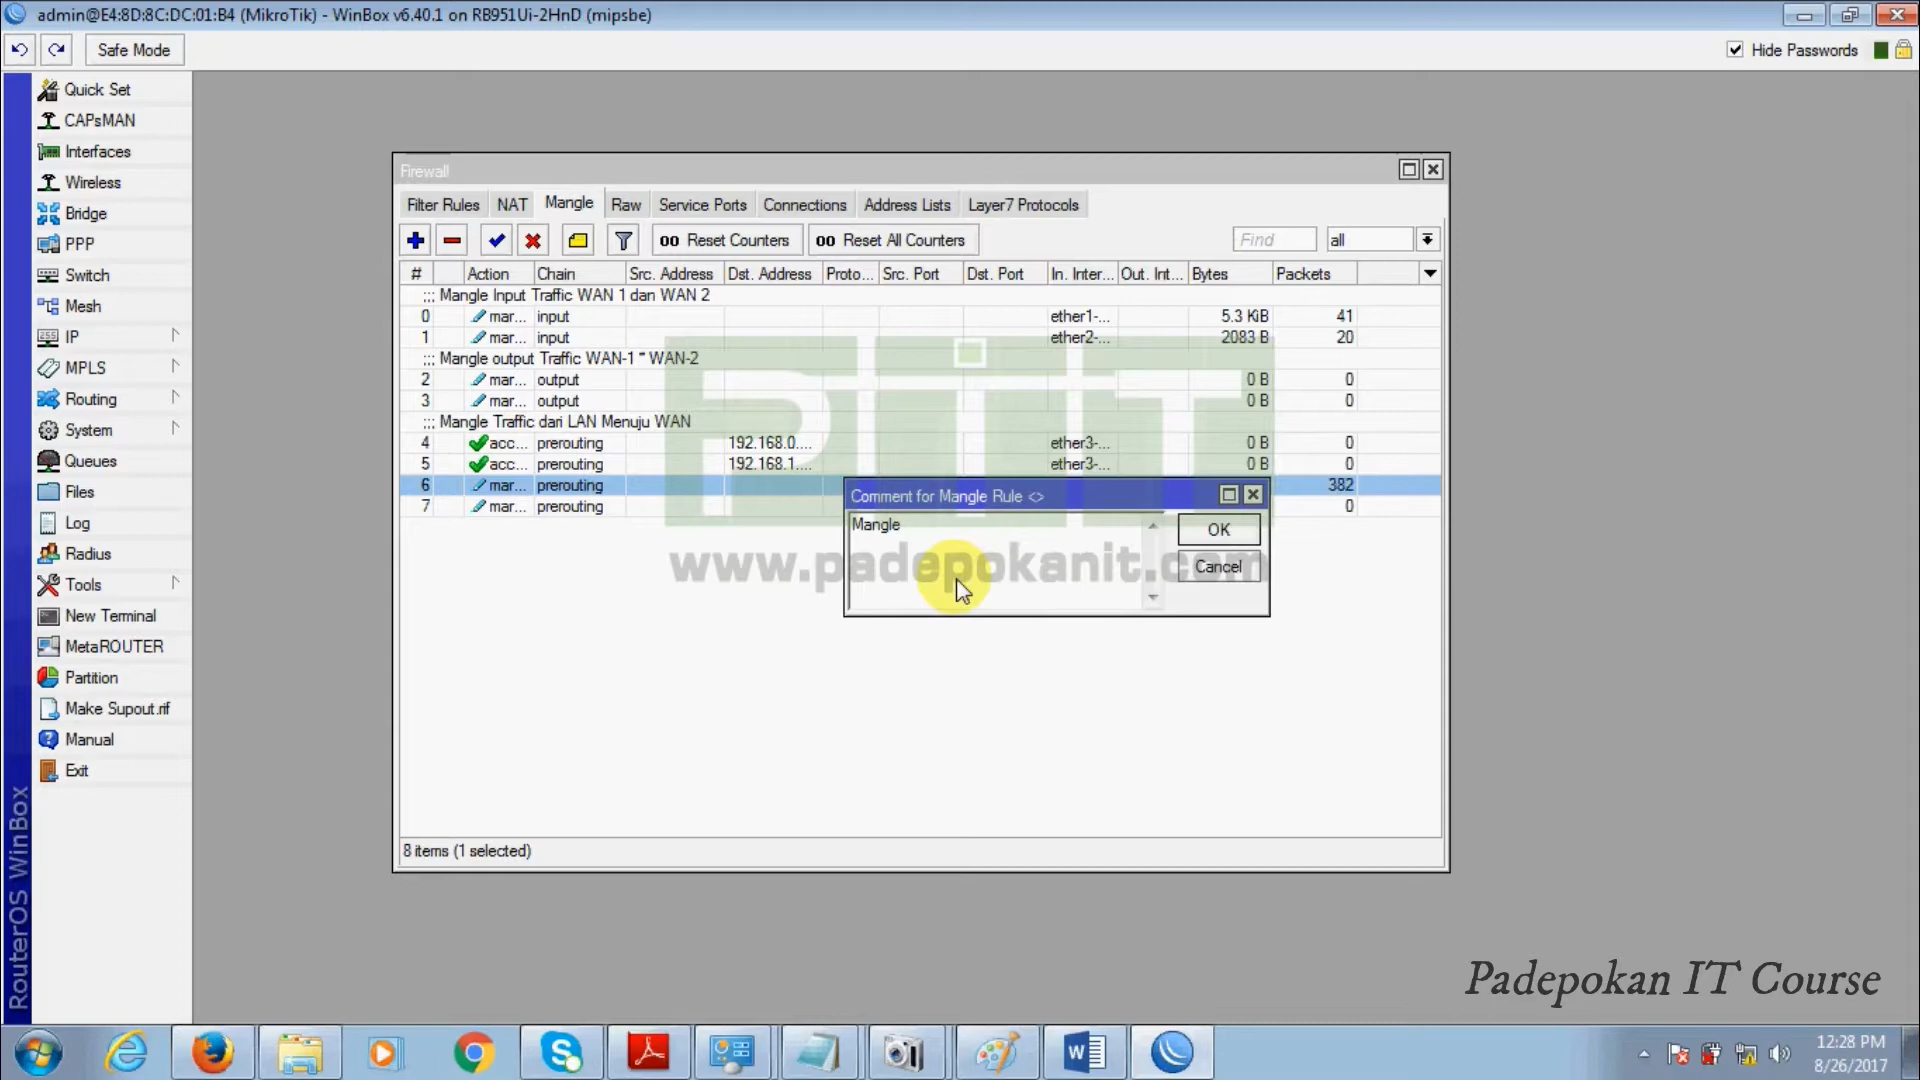 admin@E4:8D:8C:DC:01:B4 (MikroTik) - WinBox v6.40.1 on RB951Ui-2HnD (mipsbe)
Safe Mode
Hide Passwords
Quick Set
CAPsMAN
Interfaces
Wireless
Bridge
PPP
Switch
Mesh
IP
MPLS
Routing
System
Queues
Files
Log
Radius
Tools
New Terminal
MetaROUTER
Partition
Make Supout.rif
Manual
Exit
RouterOS WinBox
Firewall
Filter Rules NAT Mangle Raw Service Ports Connections Address Lists Layer7 Protocols
00 Reset Counters 00 Reset All Counters Find all
# Action Chain Src. Address Dst. Address Proto... Src. Port Dst. Port In. Inter... Out. Int... Bytes Packets
;;; Mangle Input Traffic WAN 1 dan WAN 2
0 mar... input ether1-... 5.3 KiB 41
1 mar... input ether2-... 2083 B 20
;;; Mangle output Traffic WAN-1 " WAN-2
2 mar... output 0 B 0
3 mar... output 0 B 0
;;; Mangle Traffic dari LAN Menuju WAN
4 acc... prerouting 192.168.0.... ether3-... 0 B 0
5 acc... prerouting 192.168.1.... ether3-... 0 B 0
6 mar... prerouting 382
7 mar... prerouting 0
Comment for Mangle Rule <>
Mangle
OK
Cancel
PIIT
www.padepokanit.com
8 items (1 selected)
Padepokan IT Course
12:28 PM
8/26/2017